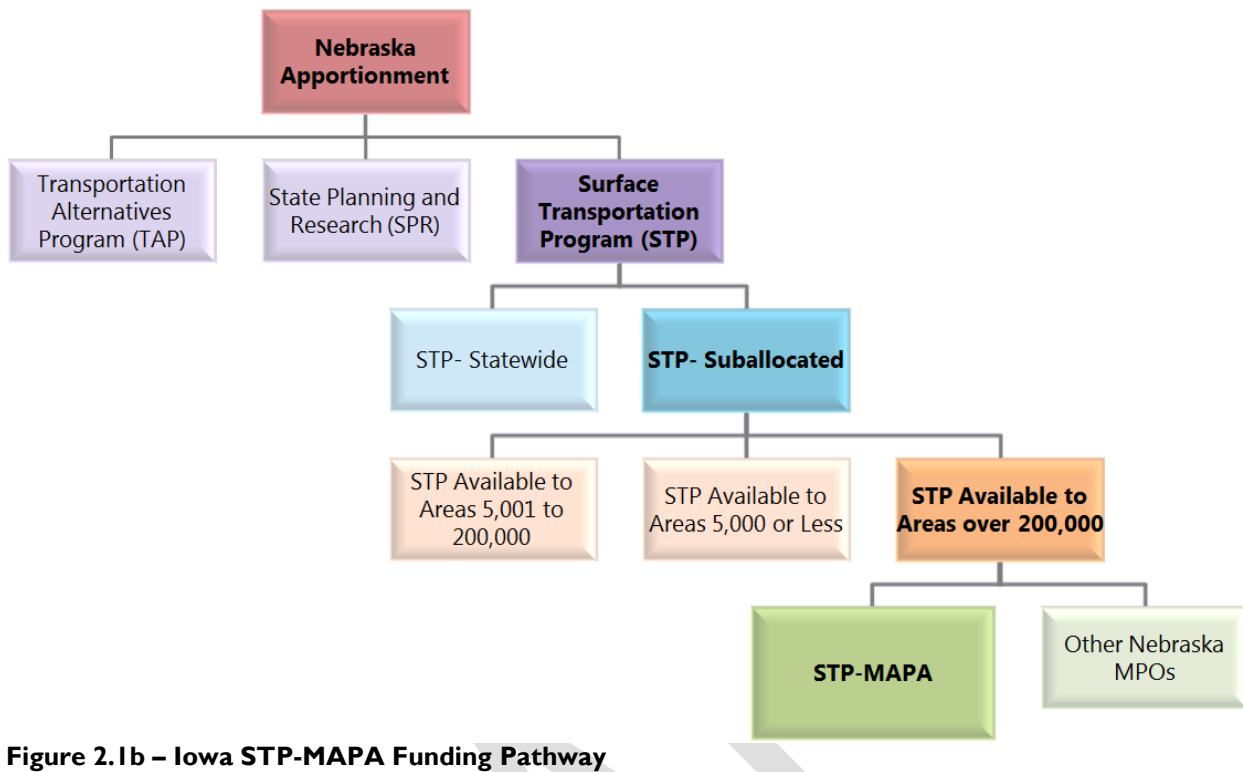 Nebraska
Apportionment
Transportation
Alternatives
Program (TAP)
State Planning and
Research (SPR)
Surface
Transportation
Program (STP)
STP- Statewide
STP- Suballocated
STP Available to
Areas 5,001 to
200,000
STP Available to
Areas 5,000 or Less
STP Available to
Areas over 200,000
STP-MAPA
Other Nebraska
MPOs
Figure 2.1b – Iowa STP-MAPA Funding Pathway